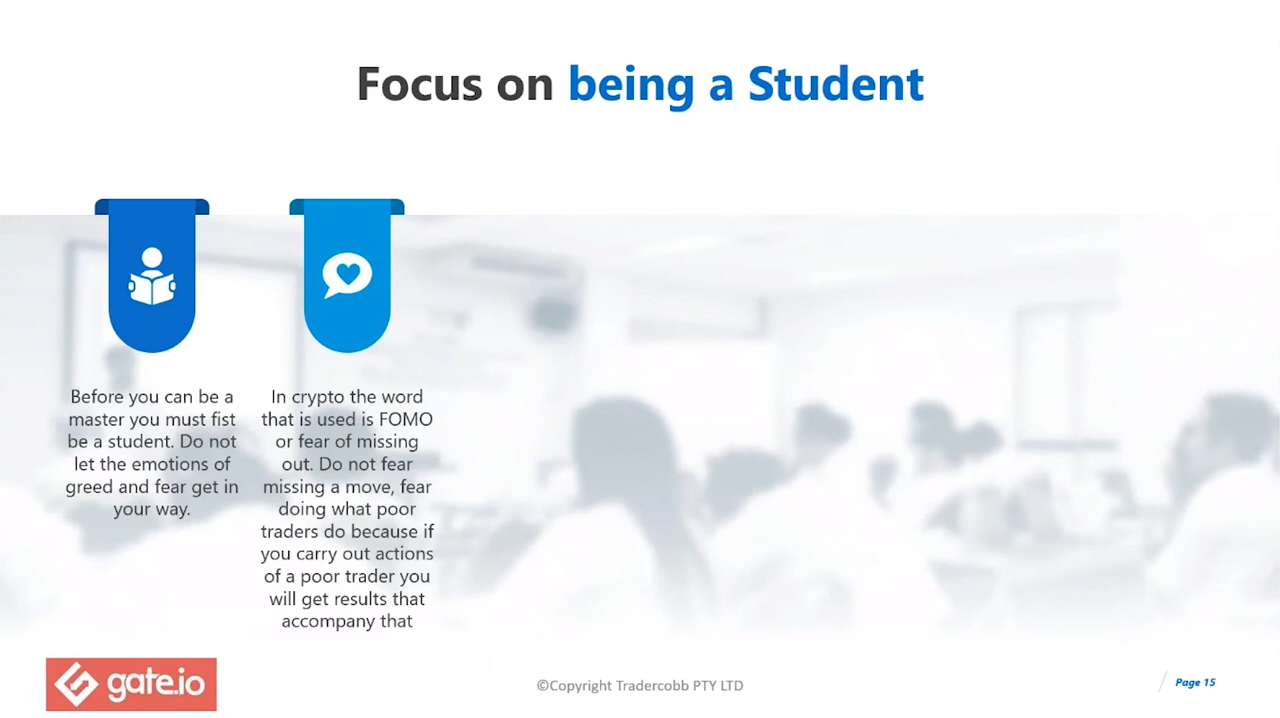 Focus on being a Student
Before you can be a
master you must fist
be a student. Do not
let the emotions of
greed and fear get in
your way.
In crypto the word
that is used is FOMO
or fear of missing
out. Do not fear
missing a move, fear
doing what poor
traders do because if
you carry out actions
of a poor trader you
will get results that
accompany that
gate.io
©Copyright Tradercobb PTY LTD
Page 15